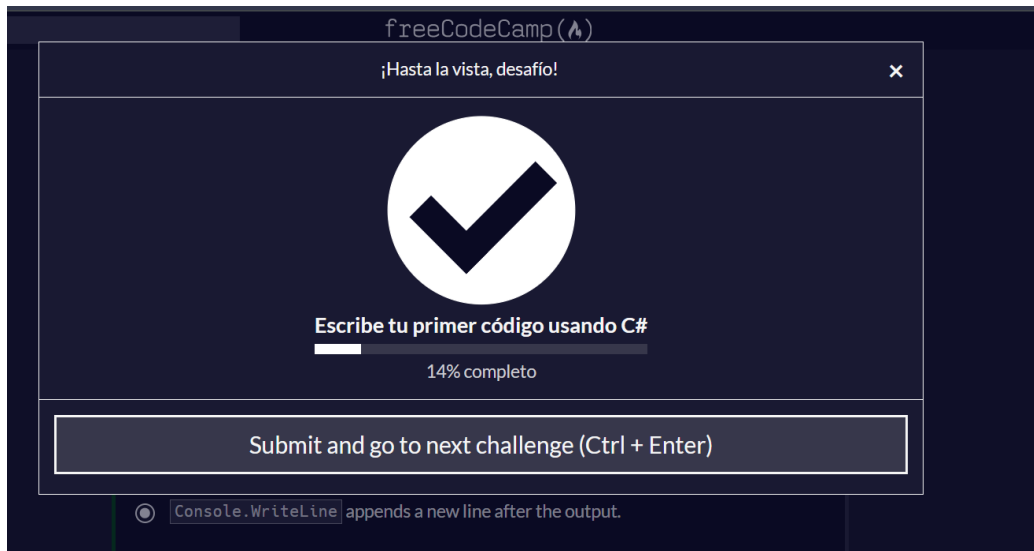 freeCodeCamp
¡Hasta la vista, desafío!
×
Escribe tu primer código usando C#
14% completo
Submit and go to next challenge (Ctrl + Enter)
Console.WriteLine appends a new line after the output.